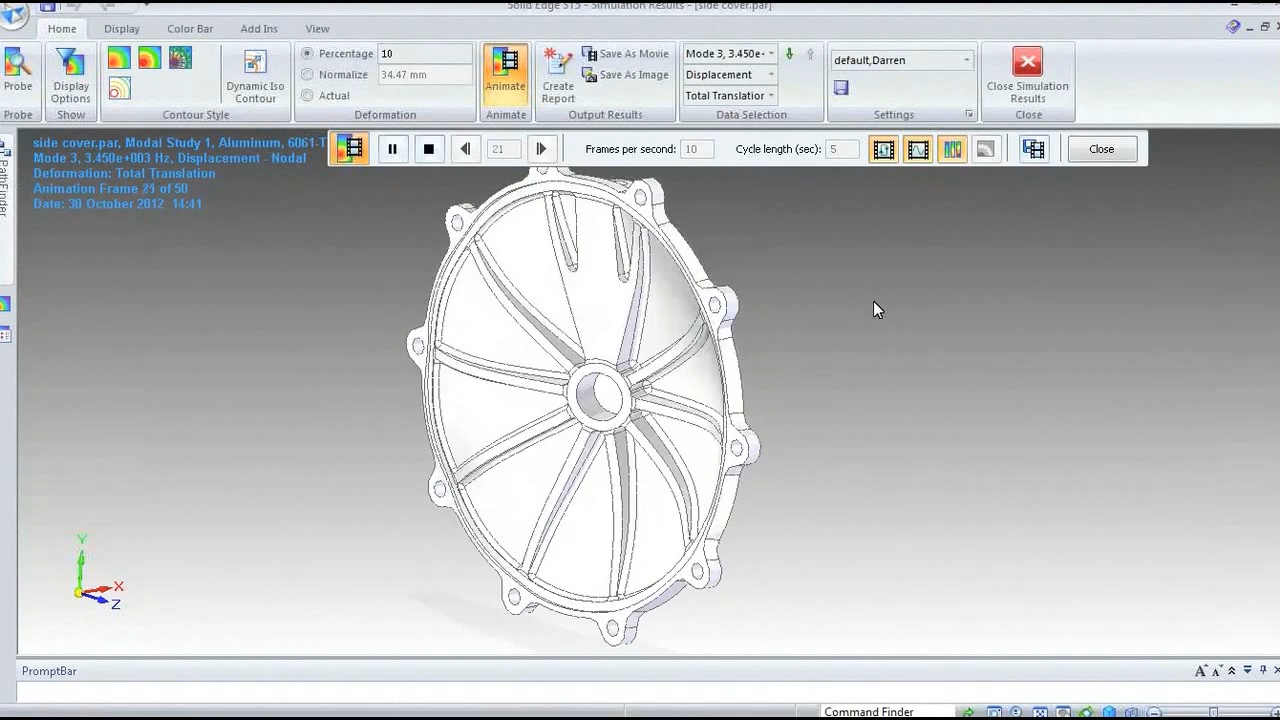 Solid Edge ST5 - Simulation Results - [side cover.par]
Home Display Color Bar Add Ins View
Percentage 10
Normalize 34.47 mm
Actual
Probe
Display Options
Dynamic Iso Contour
Animate
Create Report
Save As Movie
Save As Image
Mode 3, 3.450e+
Displacement
Total Translatior
default,Darren
Close Simulation Results
Probe Show Contour Style Deformation Animate Output Results Data Selection Settings Close
21 Frames per second: 10 Cycle length (sec): 5 Close
side cover.par, Modal Study 1, Aluminum, 6061-T
Mode 3, 3.450e+003 Hz, Displacement - Nodal
Deformation: Total Translation
Animation Frame of 50
Date: 30 October 2012 14:41
PathFinder
Y
X
Z
PromptBar
Command Finder